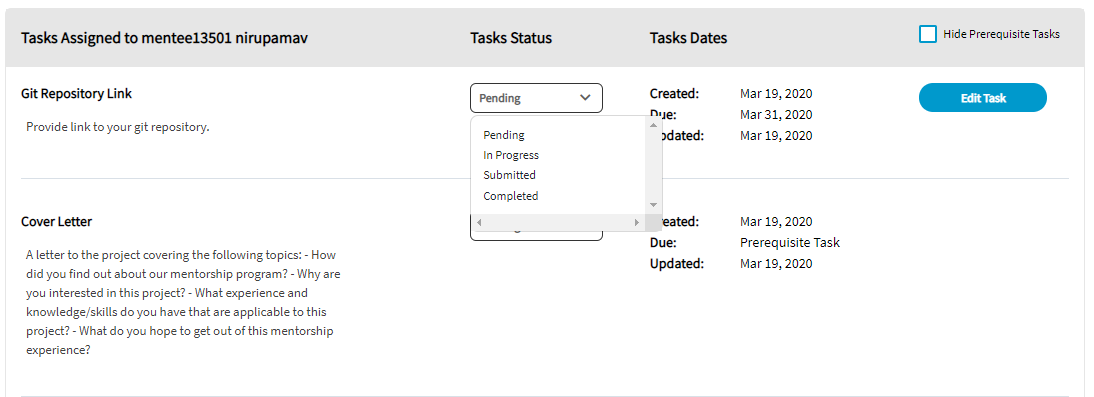 Tasks Assigned to mentee13501 nirupamav Tasks Status Tasks Dates Hide Prerequisite Tasks
Git Repository Link Pending Created: Mar 19, 2020 Edit Task
Due: Mar 31, 2020
Provide link to your git repository.
Mar 19, 2020
Pending
In Progress
Submitted
Completed
Cover Letter Mar 19, 2020
Due: Prerequisite Task
A letter to the project covering the following topics: - How
Updated: Mar 19, 2020
did you find out about our mentorship program? - Why are
you interested in this project? - What experience and
knowledge/skills do you have that are applicable to this
project? - What do you hope to get out of this mentorship
experience?